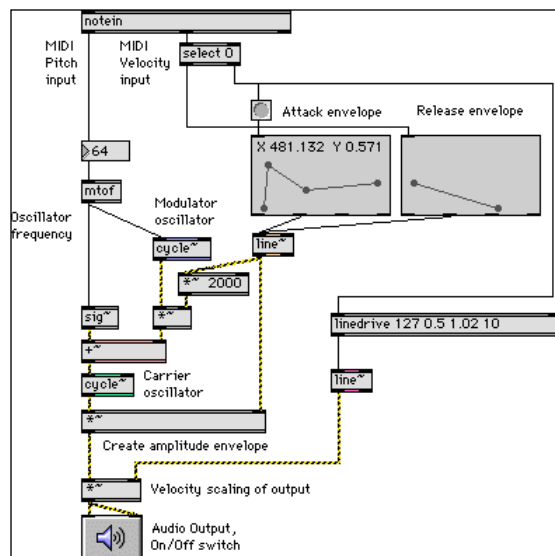 notein
MIDI
Pitch
input
MIDI
Velocity
input
select 0
Attack envelope
Release envelope
64
X 481.132 Y 0.571
mtof
Oscillator
frequency
Modulator
oscillator
cycle~
line~
*~ 2000
sig~
*~
linedrive 127 0.5 1.02 10
+~
cycle~
Carrier
oscillator
line~
*~
Create amplitude envelope
*~
Velocity scaling of output
Audio Output,
On/Off switch